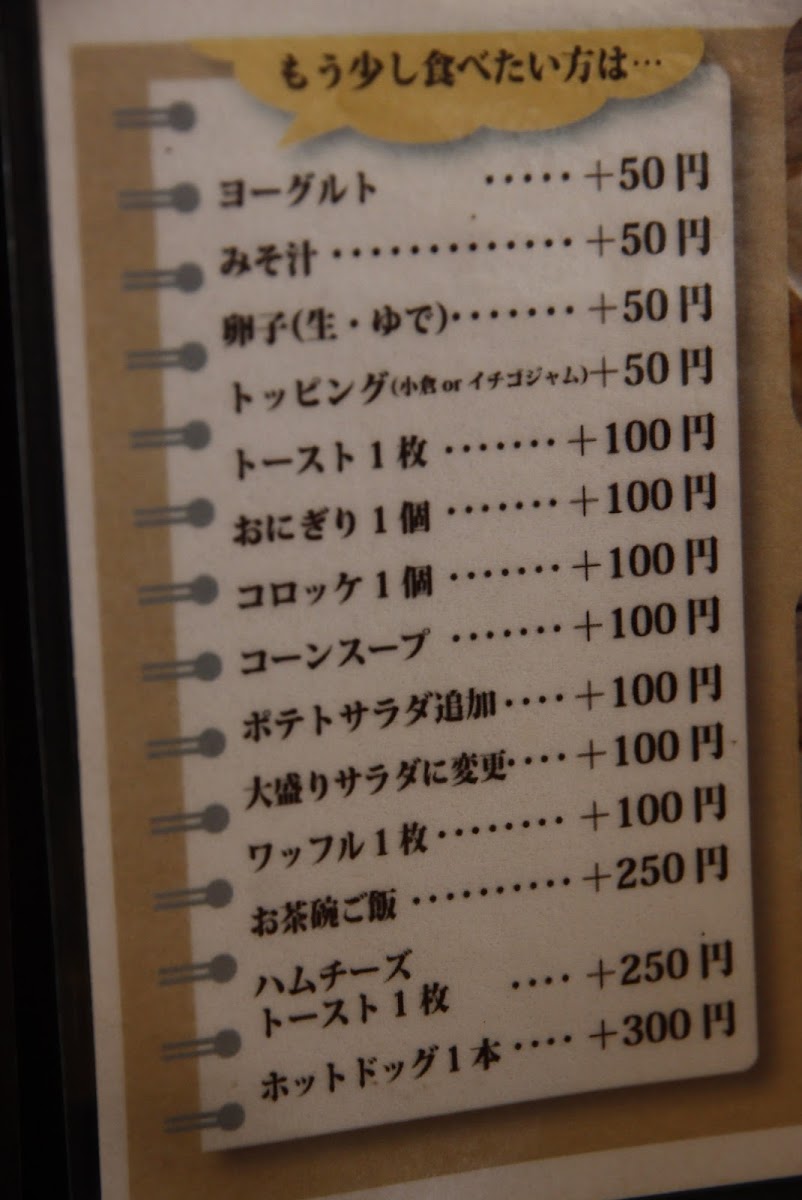 もう少し食べたい方は…
ヨーグルト ‥‥‥ +50円
みそ汁 ‥‥‥‥‥‥‥ +50円
卵子(生・ゆで)‥‥‥‥ +50円
トッピング(小倉 or イチゴジャム)+50円
トースト1枚 ‥‥‥‥ +100円
おにぎり1個 ‥‥‥‥ +100円
コロッケ1個 ‥‥‥‥ +100円
コーンスープ ‥‥‥‥ +100円
ポテトサラダ追加‥‥ +100円
大盛りサラダに変更‥‥ +100円
ワッフル1枚‥‥‥‥ +100円
お茶碗ご飯 ‥‥‥‥‥ +250円
ハムチーズ
トースト1枚 ‥‥ +250円
ホットドッグ1本 ‥‥ +300円